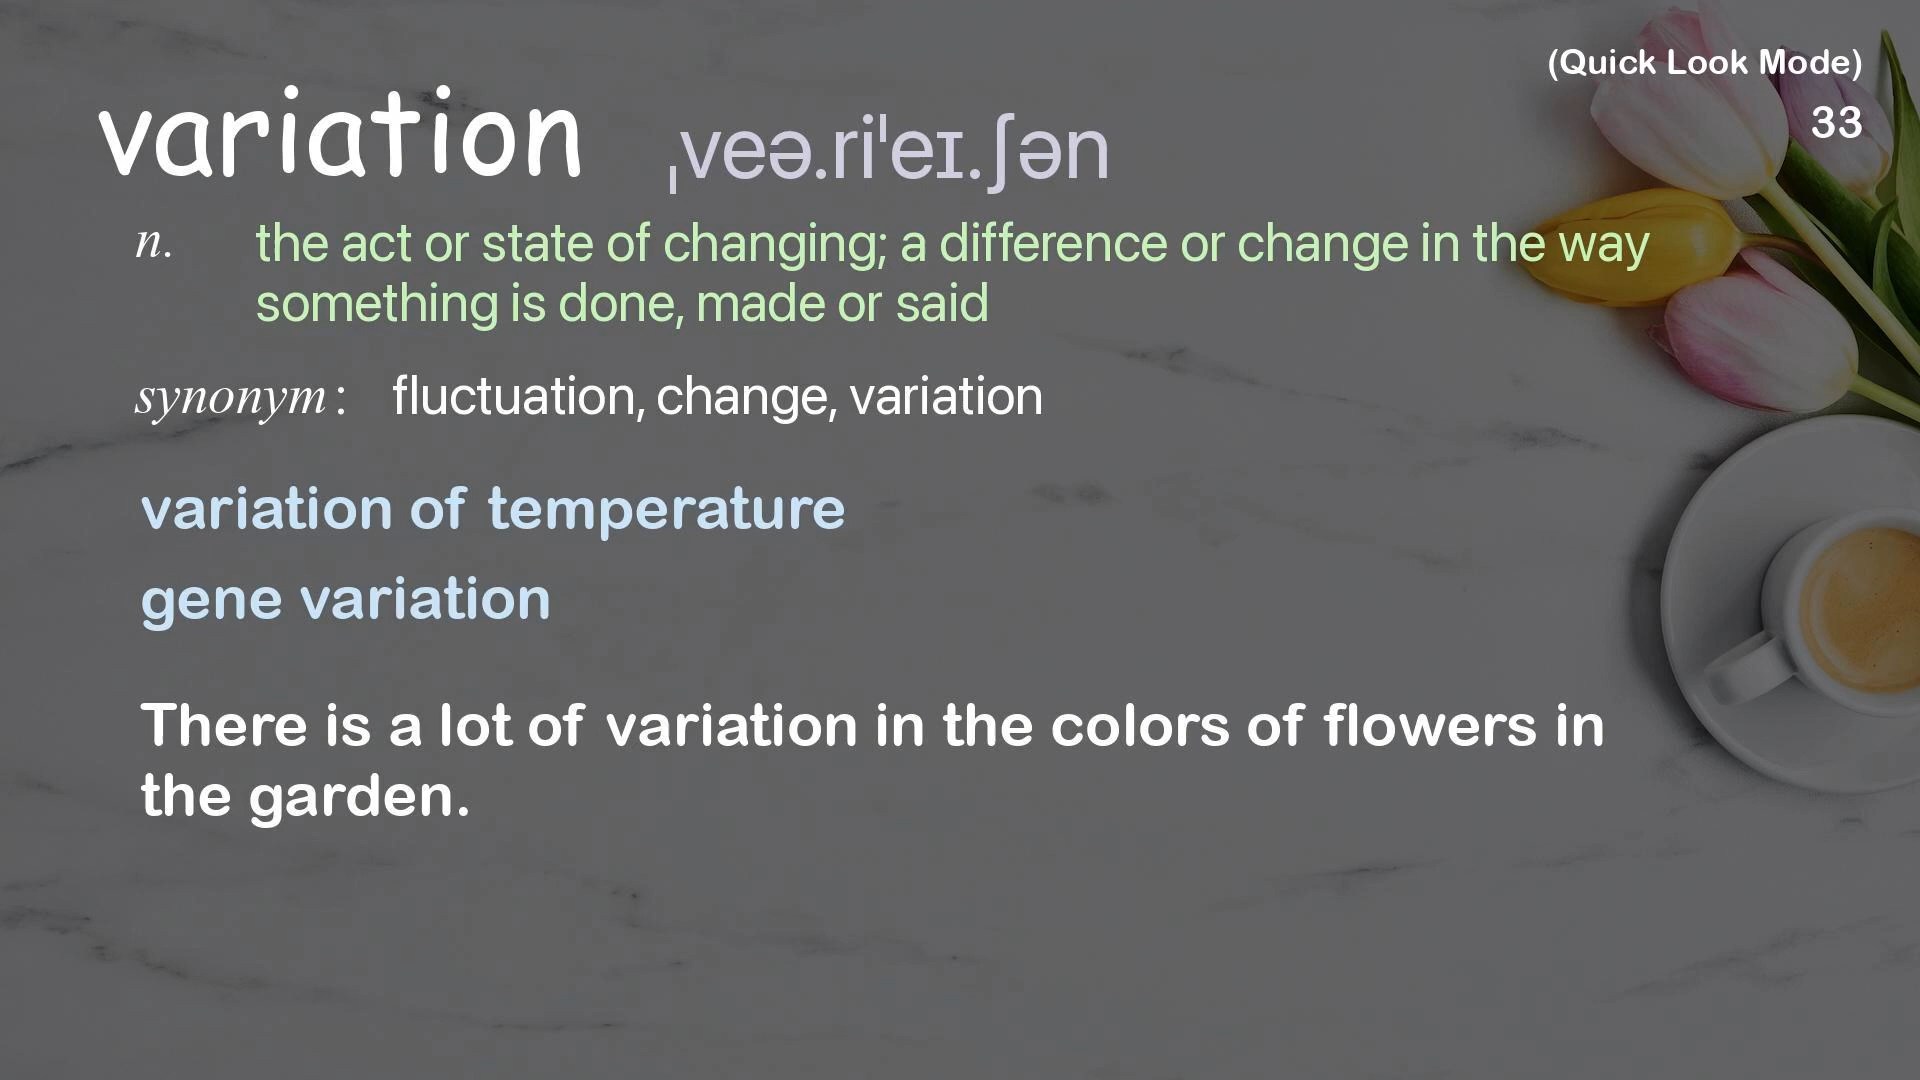 (Quick Look Mode)
variation ˌveə.riˈeɪ.ʃən
33
n. the act or state of changing; a difference or change in the way
something is done, made or said
synonym: fluctuation, change, variation
variation of temperature
gene variation
There is a lot of variation in the colors of flowers in
the garden.